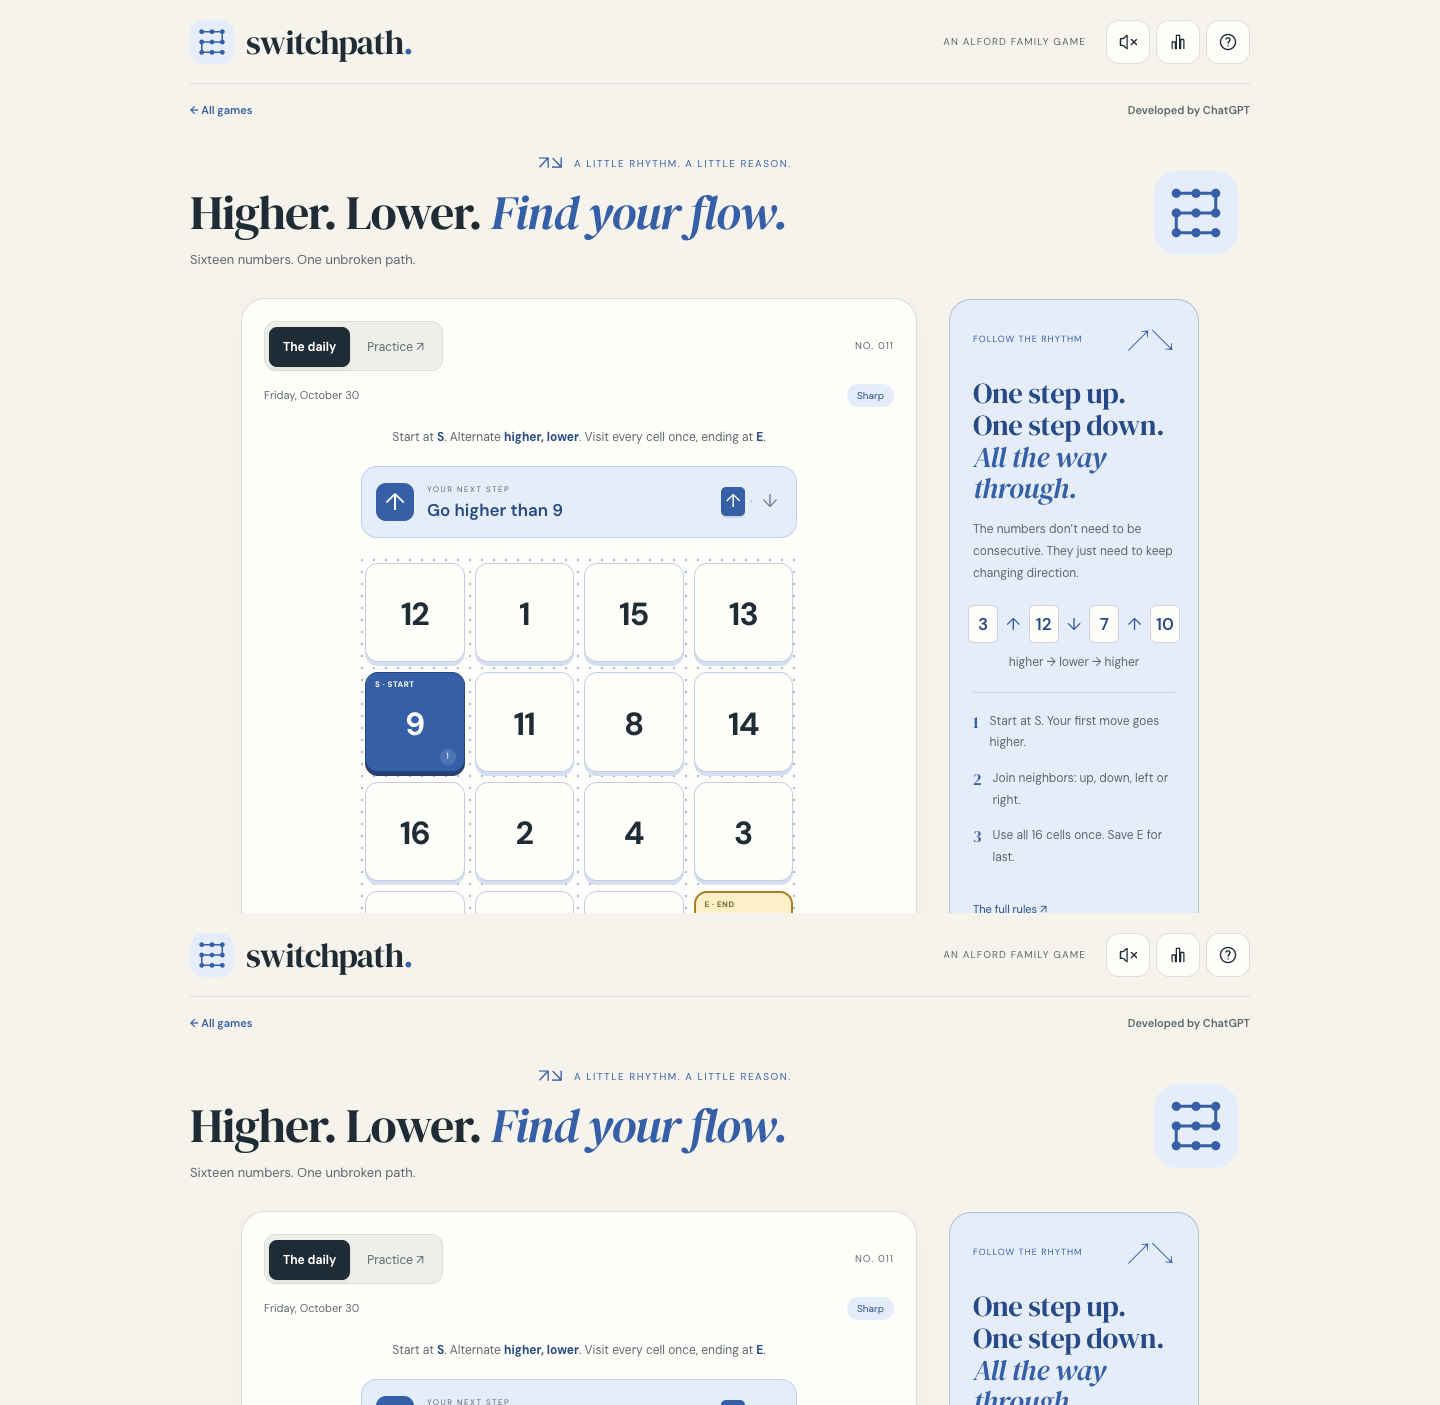 switchpath.
AN ALFORD FAMILY GAME
← All games
Developed by ChatGPT
A LITTLE RHYTHM. A LITTLE REASON.
Higher. Lower. Find your flow.
Sixteen numbers. One unbroken path.
The daily
Practice ↗
NO. 011
Friday, October 30
Sharp
Start at S. Alternate higher, lower. Visit every cell once, ending at E.
YOUR NEXT STEP
Go higher than 9
12 1 15 13
S · START
9 11 8 14
1
16 2 4 3
E · END
FOLLOW THE RHYTHM
One step up.
One step down.
All the way
through.
The numbers don’t need to be
consecutive. They just need to keep
changing direction.
3 ↑ 12 ↓ 7 ↑ 10
higher → lower → higher
1 Start at S. Your first move goes
higher.
2 Join neighbors: up, down, left or
right.
3 Use all 16 cells once. Save E for
last.
The full rules ↗
switchpath.
AN ALFORD FAMILY GAME
← All games
Developed by ChatGPT
A LITTLE RHYTHM. A LITTLE REASON.
Higher. Lower. Find your flow.
Sixteen numbers. One unbroken path.
The daily
Practice ↗
NO. 011
Friday, October 30
Sharp
Start at S. Alternate higher, lower. Visit every cell once, ending at E.
YOUR NEXT STEP
FOLLOW THE RHYTHM
One step up.
One step down.
All the way
through.